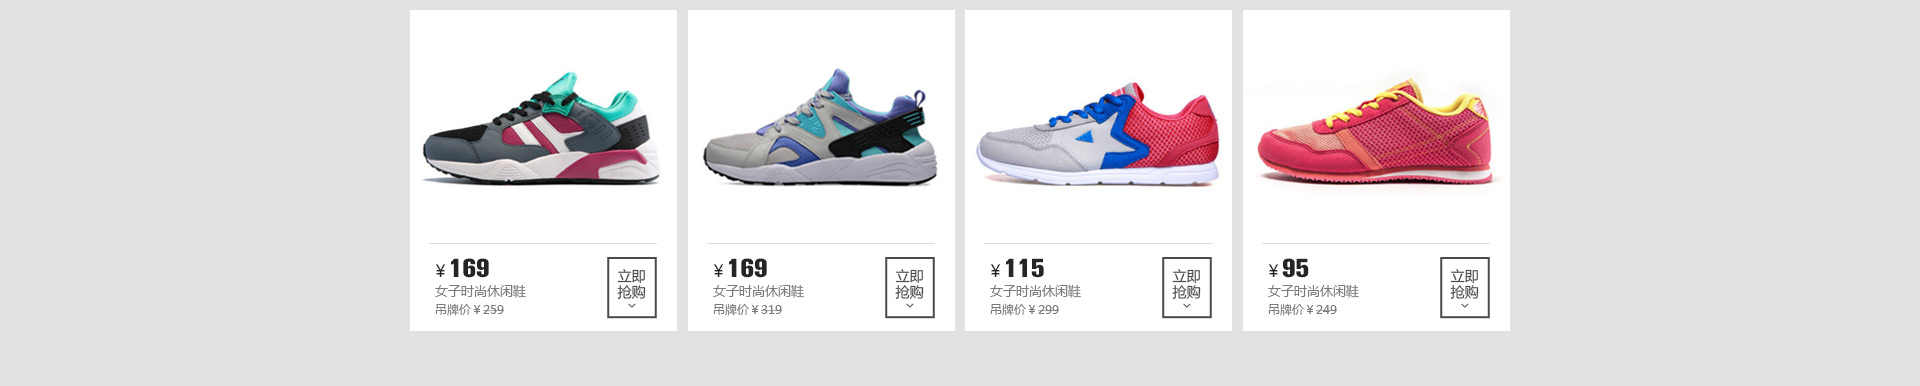 ¥169
女子时尚休闲鞋
吊牌价¥259
立即
抢购
¥169
女子时尚休闲鞋
吊牌价¥319
立即
抢购
¥115
女子时尚休闲鞋
吊牌价¥299
立即
抢购
¥95
女子时尚休闲鞋
吊牌价¥249
立即
抢购